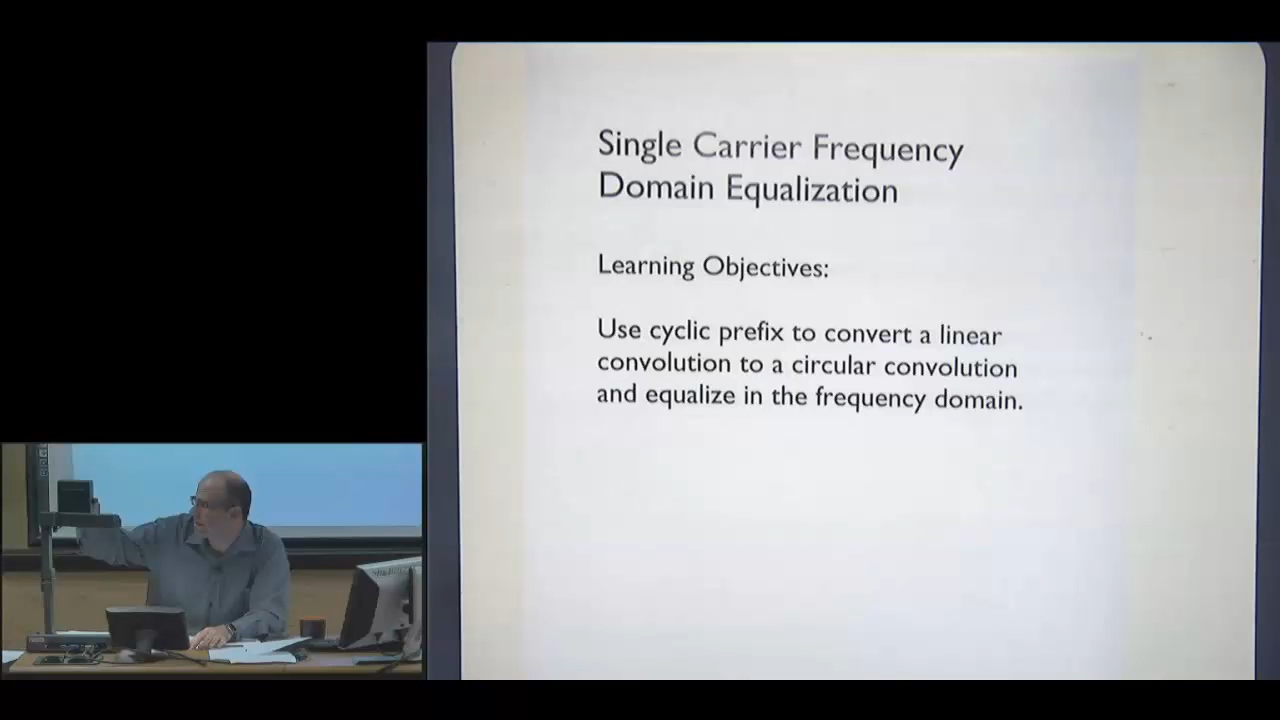 Single Carrier Frequency
Domain Equalization
Learning Objectives:
Use cyclic prefix to convert a linear
convolution to a circular convolution
and equalize in the frequency domain.